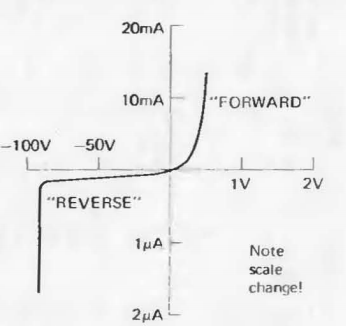 20mA
10mA
"FORWARD"
–100V –50V
1V 2V
"REVERSE"
1μA
Note
scale
change!
2μA